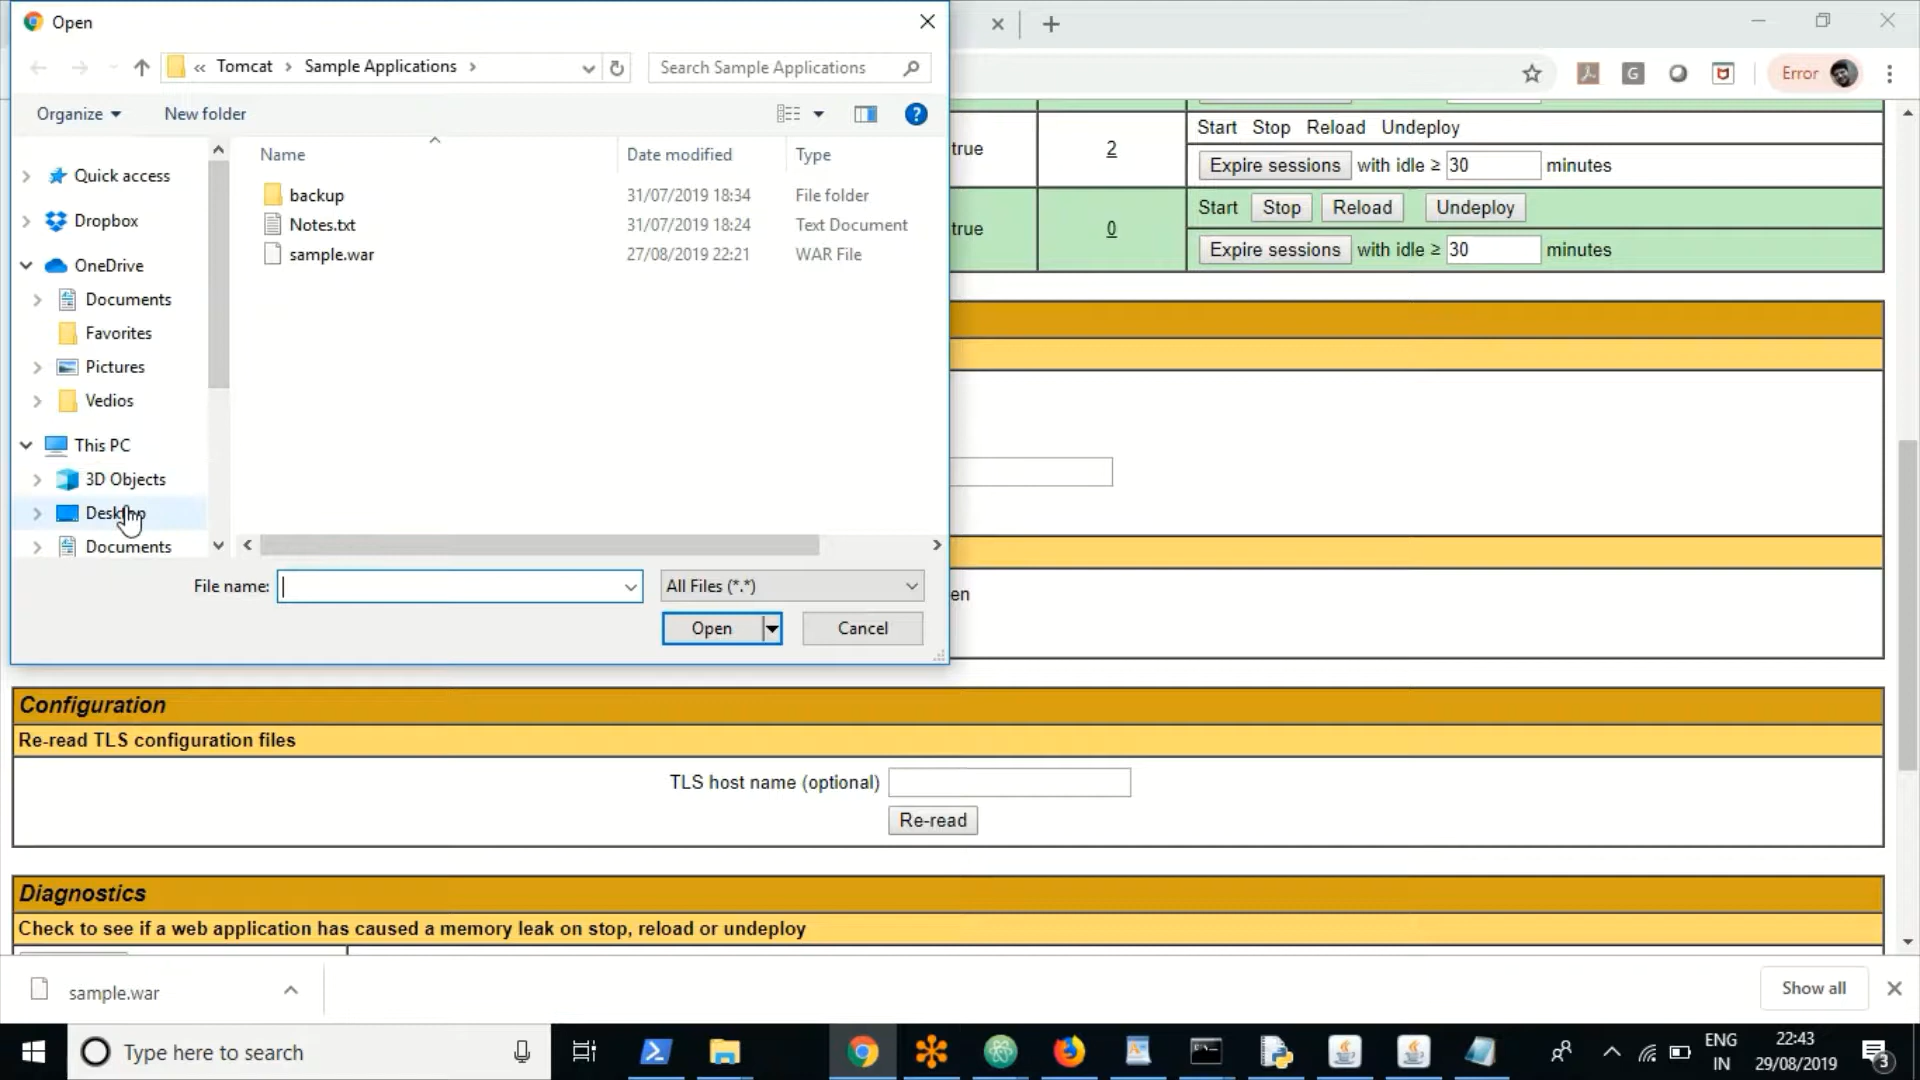 Open
« Tomcat › Sample Applications ›
Search Sample Applications
Error
Organize
New folder
Name
Date modified
Type
backup
31/07/2019 18:34
File folder
Notes.txt
31/07/2019 18:24
Text Document
sample.war
27/08/2019 22:21
WAR File
Quick access
Dropbox
OneDrive
Documents
Favorites
Pictures
Vedios
This PC
3D Objects
Desktop
Documents
File name:
All Files (*.*)
Open
Cancel
true
2
Start Stop Reload Undeploy
Expire sessions with idle ≥ 30 minutes
true
0
Start Stop Reload Undeploy
Expire sessions with idle ≥ 30 minutes
en
Configuration
Re-read TLS configuration files
TLS host name (optional)
Re-read
Diagnostics
Check to see if a web application has caused a memory leak on stop, reload or undeploy
sample.war
Show all
Type here to search
ENG
IN
22:43
29/08/2019
3